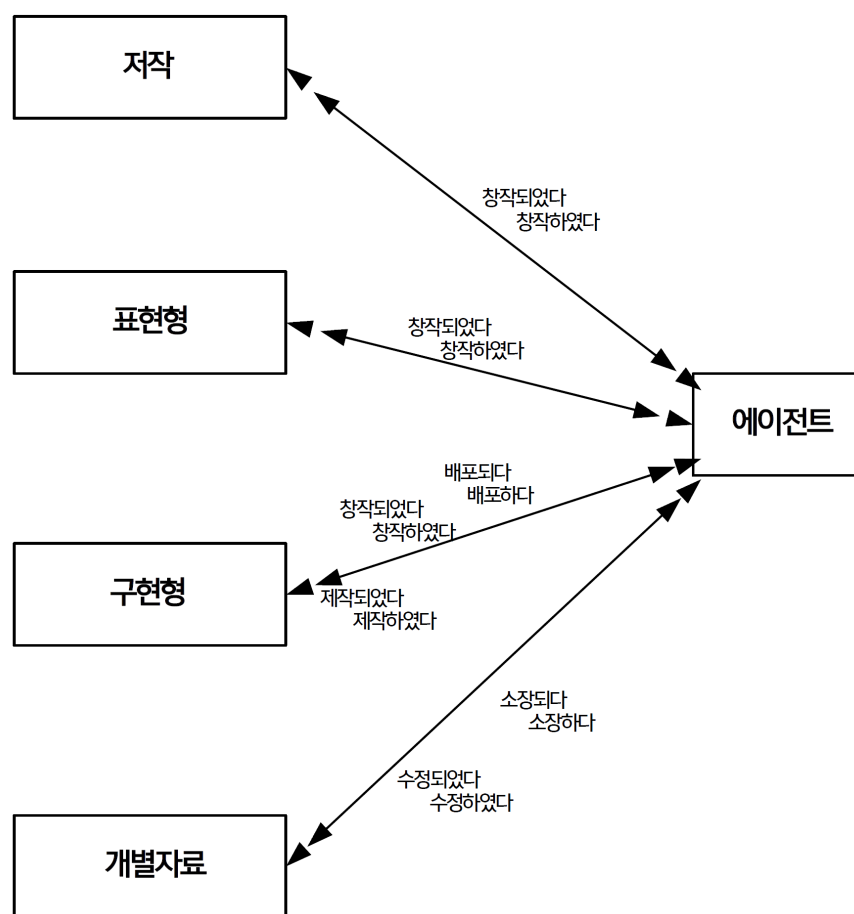 저작
창작되었다
창작하였다
표현형
창작되었다
창작하였다
에이전트
배포되다
배포하다
창작되었다
창작하였다
구현형
제작되었다
제작하였다
소장되다
소장하다
수정되었다
수정하였다
개별자료